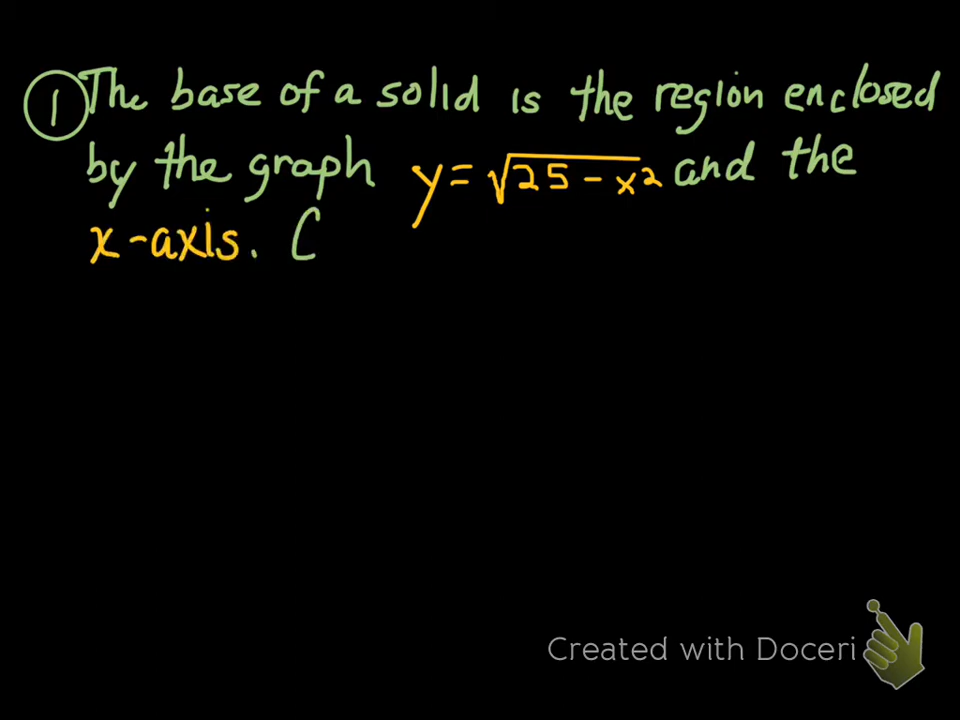 ① The base of a solid is the region enclosed
by the graph y = √25 - x² and the
x-axis. C
Created with Doceri